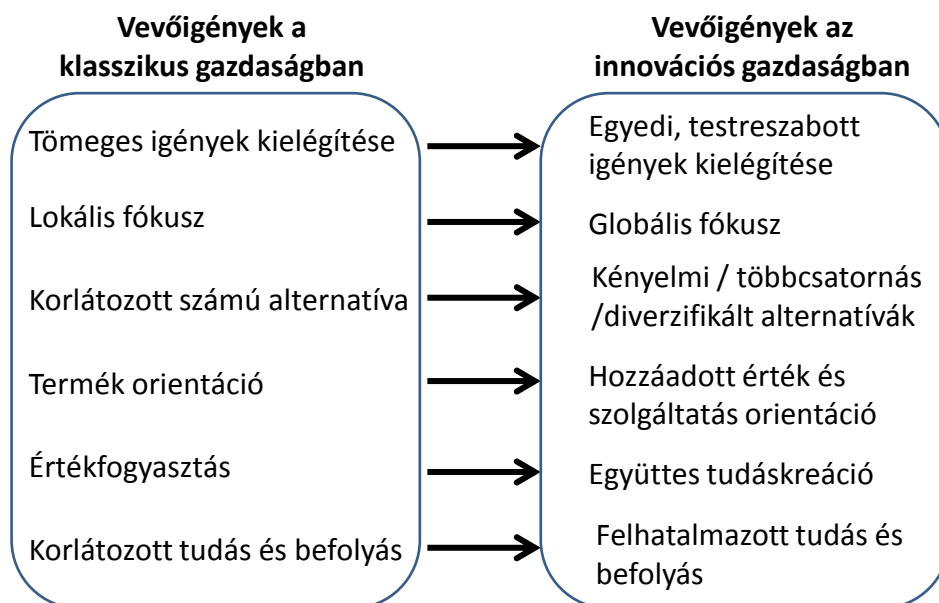 Vevőigények a
klasszikus gazdaságban
Vevőigények az
innovációs gazdaságban
Tömeges igények kielégítése
Egyedi, testreszabott
igények kielégítése
Lokális fókusz
Globális fókusz
Korlátozott számú alternatíva
Kényelmi / többcsatornás
/diverzifikált alternatívák
Termék orientáció
Hozzáadott érték és
szolgáltatás orientáció
Értékfogyasztás
Együttes tudáskreáció
Korlátozott tudás és befolyás
Felhatalmazott tudás és
befolyás